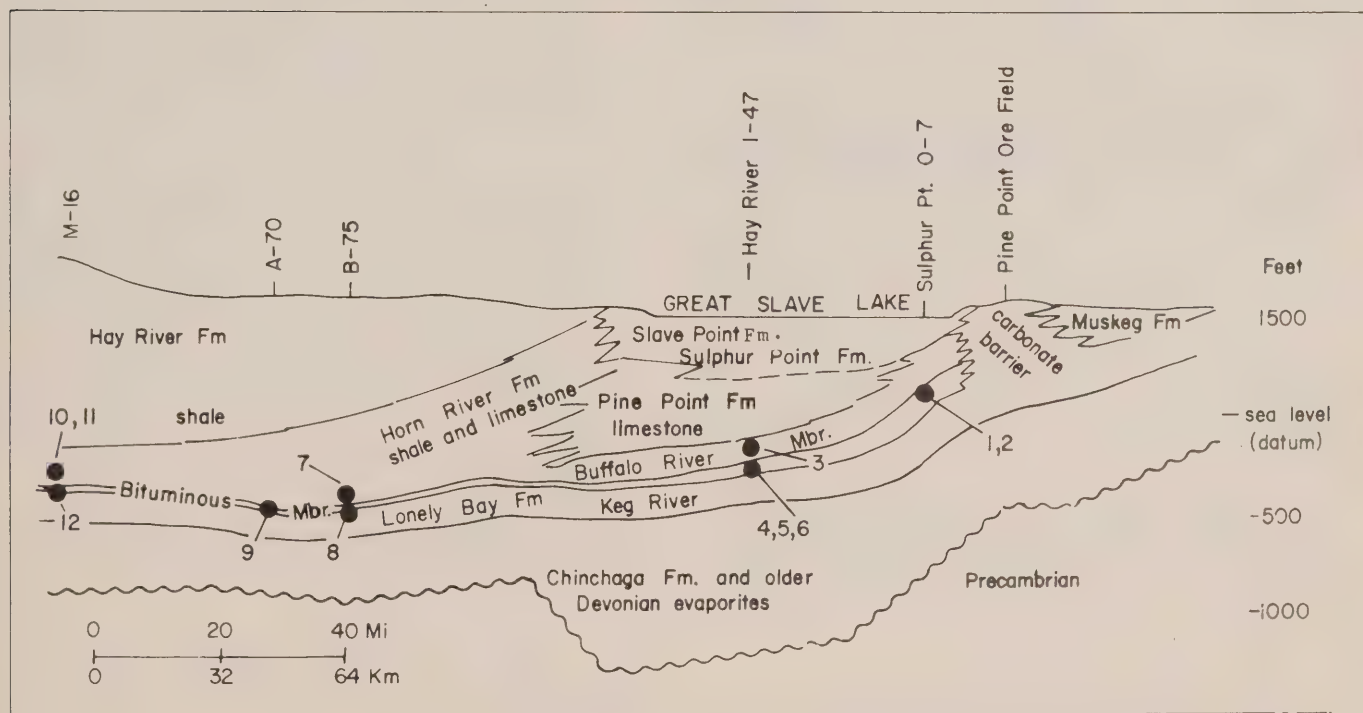 M-16
A-70
B-75
Hay River 1-47
Sulphur Pt. 0-7
Pine Point Ore Field
Feet
GREAT SLAVE LAKE
1500
Hay River Fm
Slave Point Fm.
Sulphur Point Fm.
carbonate
barrier
Muskeg Fm
shale
Horn River Fm
shale and limestone
Pine Point Fm
limestone
sea level
(datum)
10, 11
7
Buffalo River Mbr.
3
1,2
Bituminous Mbr.
Lonely Bay Fm
Keg River
-12
9
8
4,5,6
-500
Chinchaga Fm. and older
Devonian evaporites
Precambrian
-1000
0 20 40 Mi
0 32 64 Km